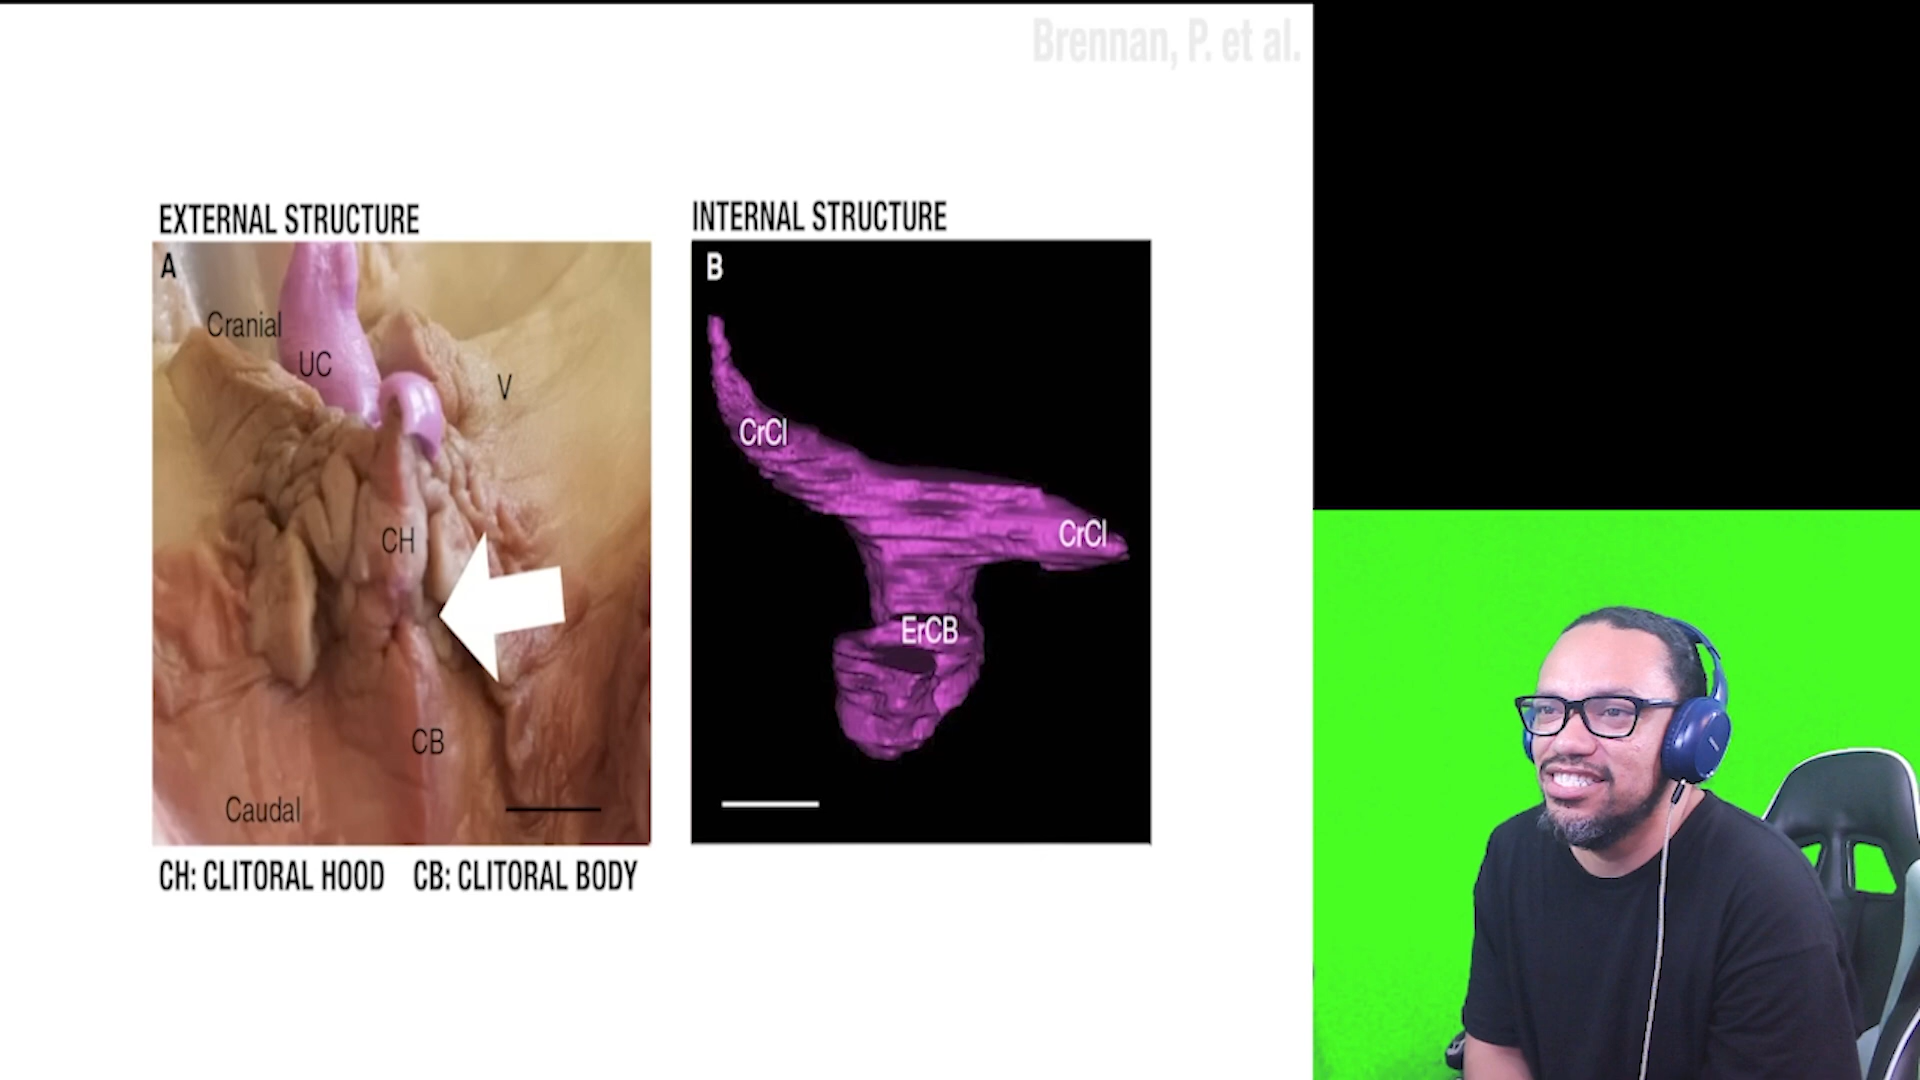 Brennan, P. et al.
EXTERNAL STRUCTURE
A
Cranial
UC
V
CH
CB
Caudal
CH: CLITORAL HOOD CB: CLITORAL BODY
INTERNAL STRUCTURE
B
CrCl
CrCl
ErCB